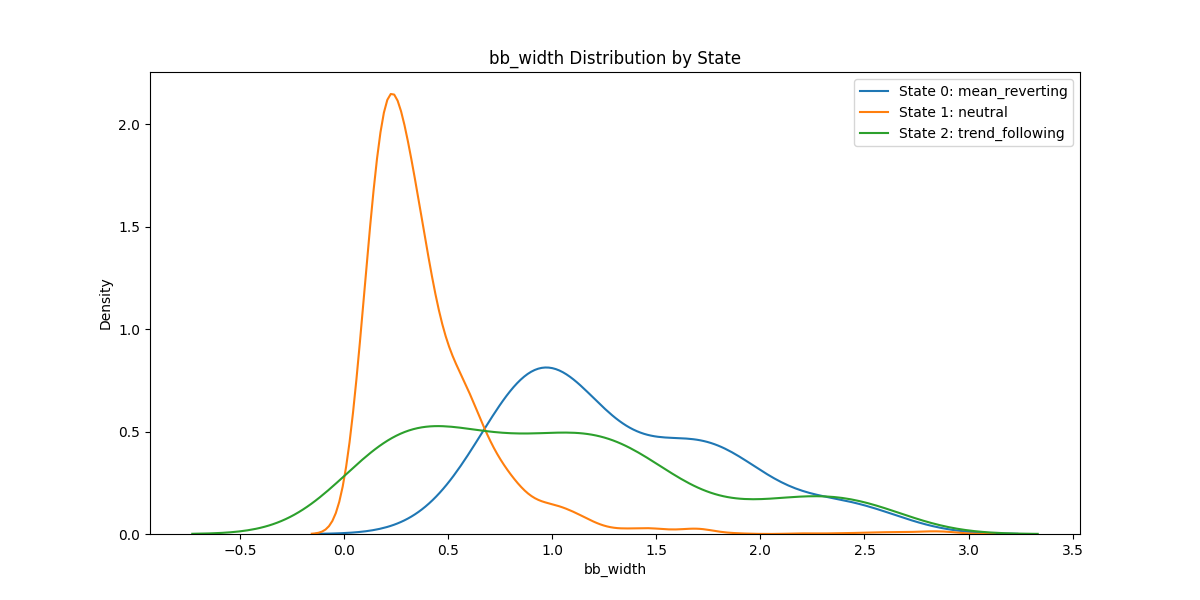 bb_width Distribution by State
State 0: mean_reverting
State 1: neutral
State 2: trend_following
Density
2.0
1.5
1.0
0.5
0.0
−0.5
0.0
0.5
1.0
1.5
2.0
2.5
3.0
3.5
bb_width